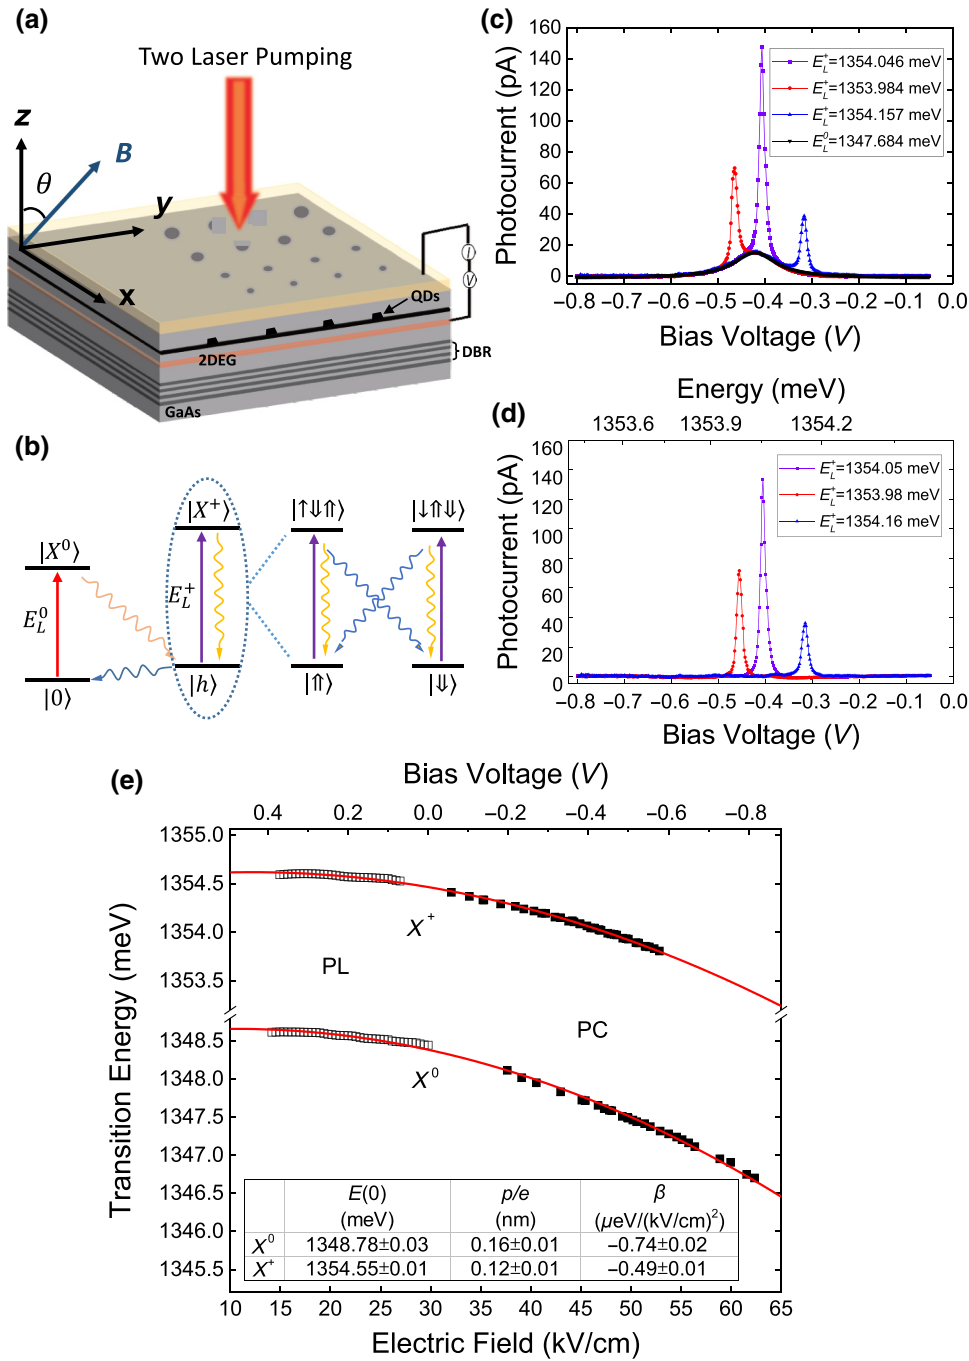 (a)
Two Laser Pumping
z
B
θ
y
x
I
V
QDs
2DEG
DBR
GaAs
(b)
|X⁰⟩
E_L^0
|0⟩
|X⁺⟩
E_L^+
|h⟩
|↑⇓⇑⟩
|⇑⟩
|↓⇑⇓⟩
|⇓⟩
(c)
160
140
120
100
80
60
40
20
0
Photocurrent (pA)
E_L^+=1354.046 meV
E_L^+=1353.984 meV
E_L^+=1354.157 meV
E_L^0=1347.684 meV
−0.8 −0.7 −0.6 −0.5 −0.4 −0.3 −0.2 −0.1 0.0
Bias Voltage (V)
(d)
Energy (meV)
1353.6 1353.9 1354.2
160
140
120
100
80
60
40
20
0
Photocurrent (pA)
E_L^+=1354.05 meV
E_L^+=1353.98 meV
E_L^+=1354.16 meV
−0.8 −0.7 −0.6 −0.5 −0.4 −0.3 −0.2 −0.1 0.0
Bias Voltage (V)
(e)
Bias Voltage (V)
0.4 0.2 0.0 −0.2 −0.4 −0.6 −0.8
1355.0
1354.5
1354.0
1353.5
1348.5
1348.0
1347.5
1347.0
1346.5
1345.5
Transition Energy (meV)
X⁺
PL
PC
X⁰
E(0) p/e β
(meV) (nm) (μeV/(kV/cm)²)
X⁰ 1348.78±0.03 0.16±0.01 −0.74±0.02
X⁺ 1354.55±0.01 0.12±0.01 −0.49±0.01
10 15 20 25 30 35 40 45 50 55 60 65
Electric Field (kV/cm)